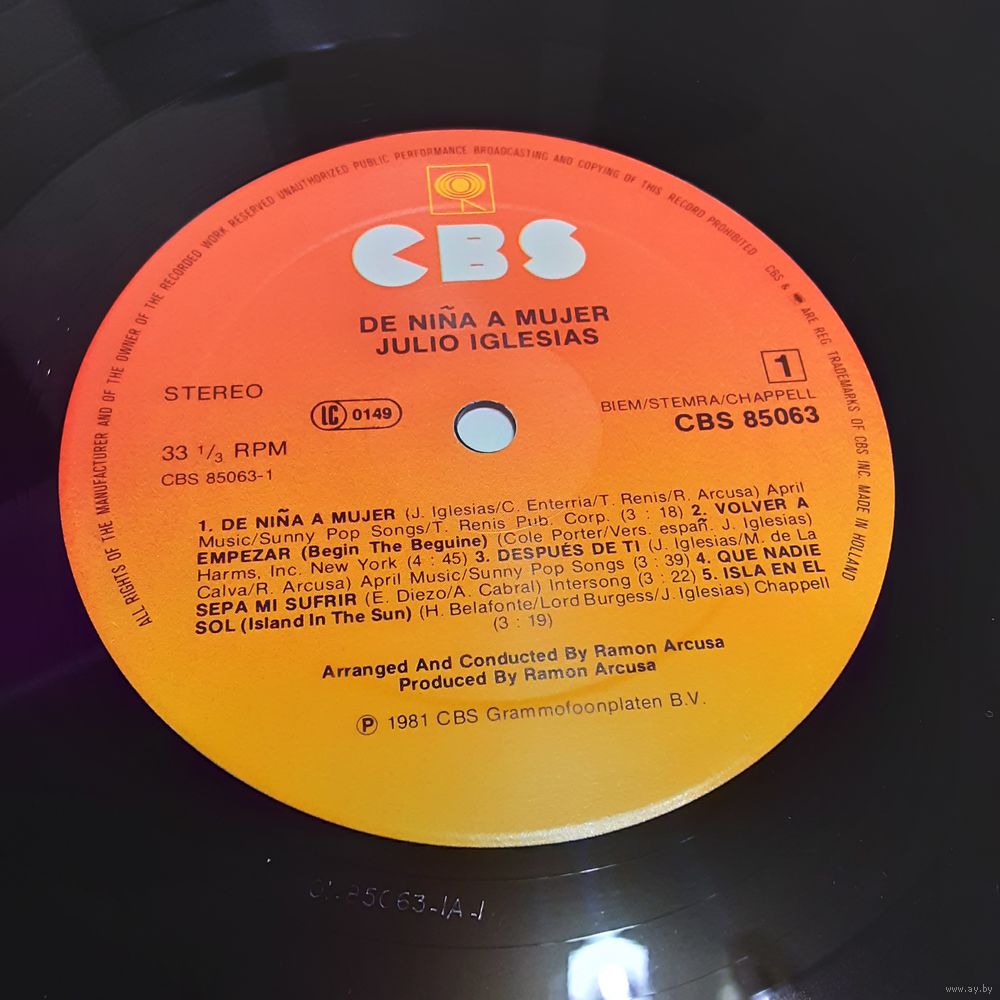 ALL RIGHTS OF THE MANUFACTURER AND OF THE OWNER OF THE RECORDED WORK RESERVED UNAUTHORIZED PUBLIC PERFORMANCE BROADCASTING AND COPYING OF THIS RECORD PROHIBITED CBS & ARE REG TRADEMARKS OF CBS INC. MADE IN HOLLAND
CBS
DE NIÑA A MUJER
JULIO IGLESIAS
STEREO
1
LC 0149
BIEM/STEMRA/CHAPPELL
CBS 85063
33 1/3 RPM
CBS 85063-1
1. DE NIÑA A MUJER (J. Iglesias/C. Enterria/T. Renis/R. Arcusa) April
Music/Sunny Pop Songs/T. Renis Pub. Corp. (3 : 18) 2. VOLVER A
EMPEZAR (Begin The Beguine) (Cole Porter/Vers. españ. J. Iglesias)
Harms, Inc. New York (4 : 45) 3. DESPUÉS DE TI (J. Iglesias/M. de La
Calva/R. Arcusa) April Music/Sunny Pop Songs (3 : 39) 4. QUE NADIE
SEPA MI SUFRIR (E. Diezo/A. Cabral) Intersong (3 : 22) 5. ISLA EN EL
SOL (Island In The Sun) (H. Belafonte/Lord Burgess/J. Iglesias) Chappell
(3 : 19)
Arranged And Conducted By Ramon Arcusa
Produced By Ramon Arcusa
℗ 1981 CBS Grammofoonplaten B.V.
85063-1A-1
www.ay.by